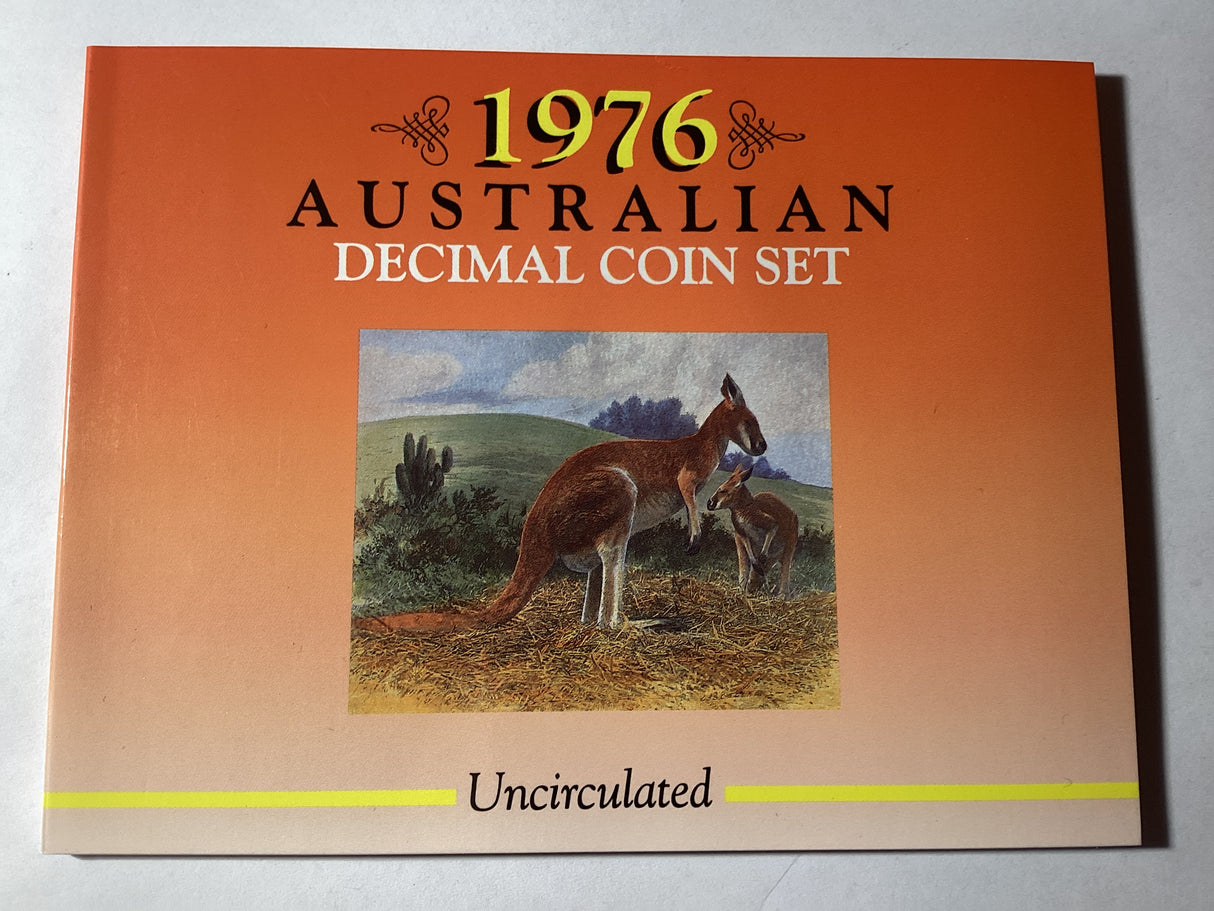 1976
AUSTRALIAN
DECIMAL COIN SET
Uncirculated